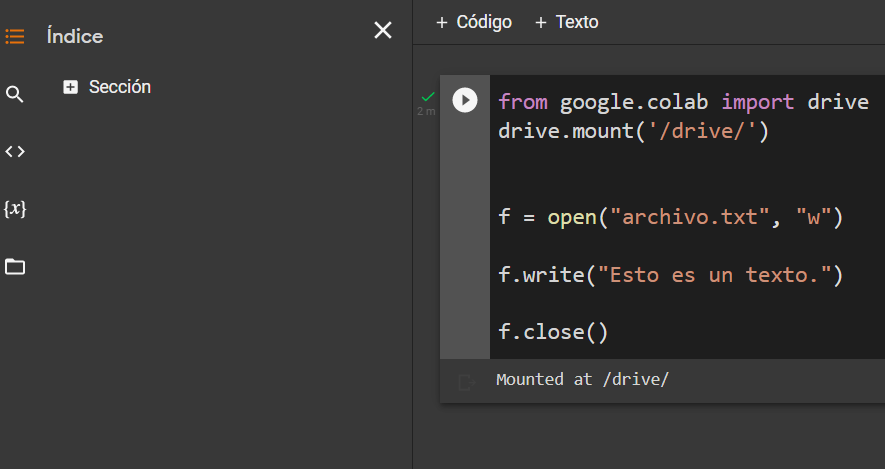 Índice
+ Código + Texto
Sección
2 m
from google.colab import drive
drive.mount('/drive/')
{x}
f = open("archivo.txt", "w")
f.write("Esto es un texto.")
f.close()
Mounted at /drive/